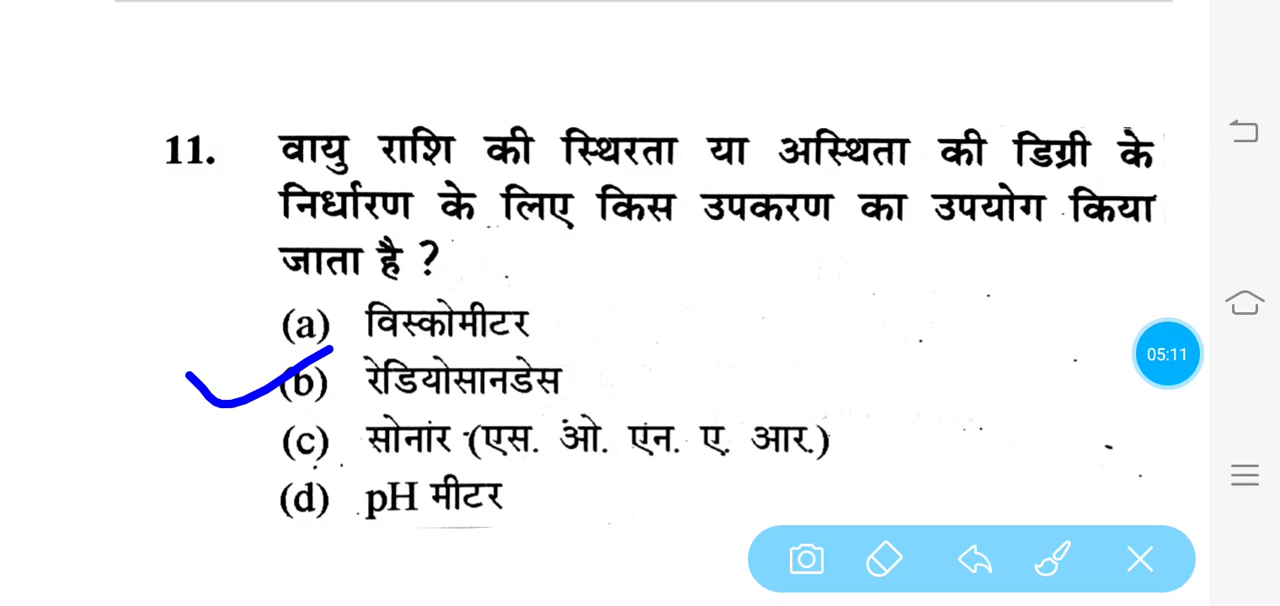 11. वायु राशि की स्थिरता या अस्थिता की डिग्री के
निर्धारण के लिए किस उपकरण का उपयोग किया
जाता है ?
(a) विस्कोमीटर
(b) रेडियोसानडेस
(c) सोनार (एस. ओ. एन. ए. आर.)
(d) pH मीटर
05:11